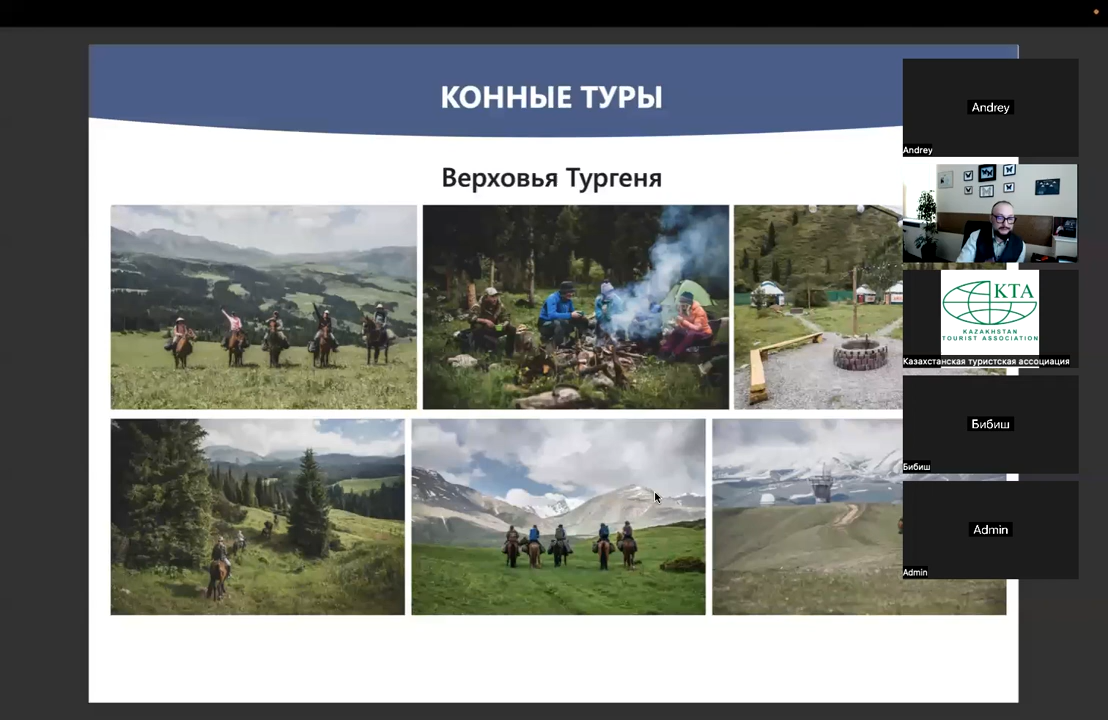 КОННЫЕ ТУРЫ
Верховья Тургеня
Andrey
Andrey
KTA
KAZAKHSTAN
TOURIST ASSOCIATION
Казахстанская туристская ассоциация
Бибиш
Бибиш
Admin
Admin